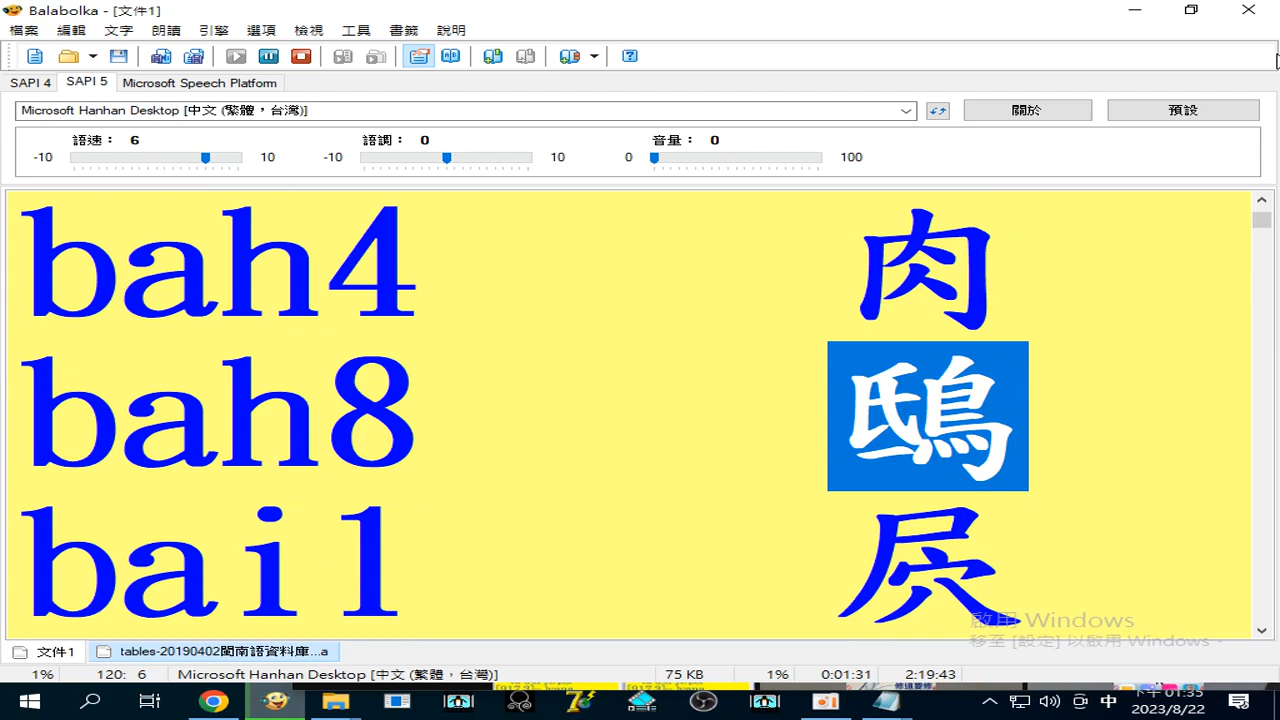 Balabolka - [文件1]
檔案 編輯 文字 朗讀 引擎 選項 檢視 工具 書籤 說明
SAPI 4 SAPI 5 Microsoft Speech Platform
Microsoft Hanhan Desktop [中文 (繁體，台灣)] 關於 預設
語速： 6 語調： 0 音量： 0
-10 10 -10 10 0 100
bah4 肉
bah8 鴟
bai1 屄
啟用 Windows
移至 [設定] 以啟用 Windows。
文件1 tables-20190402閩南語資料庫...a
1% 120: 6 Microsoft Hanhan Desktop [中文 (繁體，台灣)] 75 KB 1% 0:01:31 2:19:43
中 下午 01:35
2023/8/22